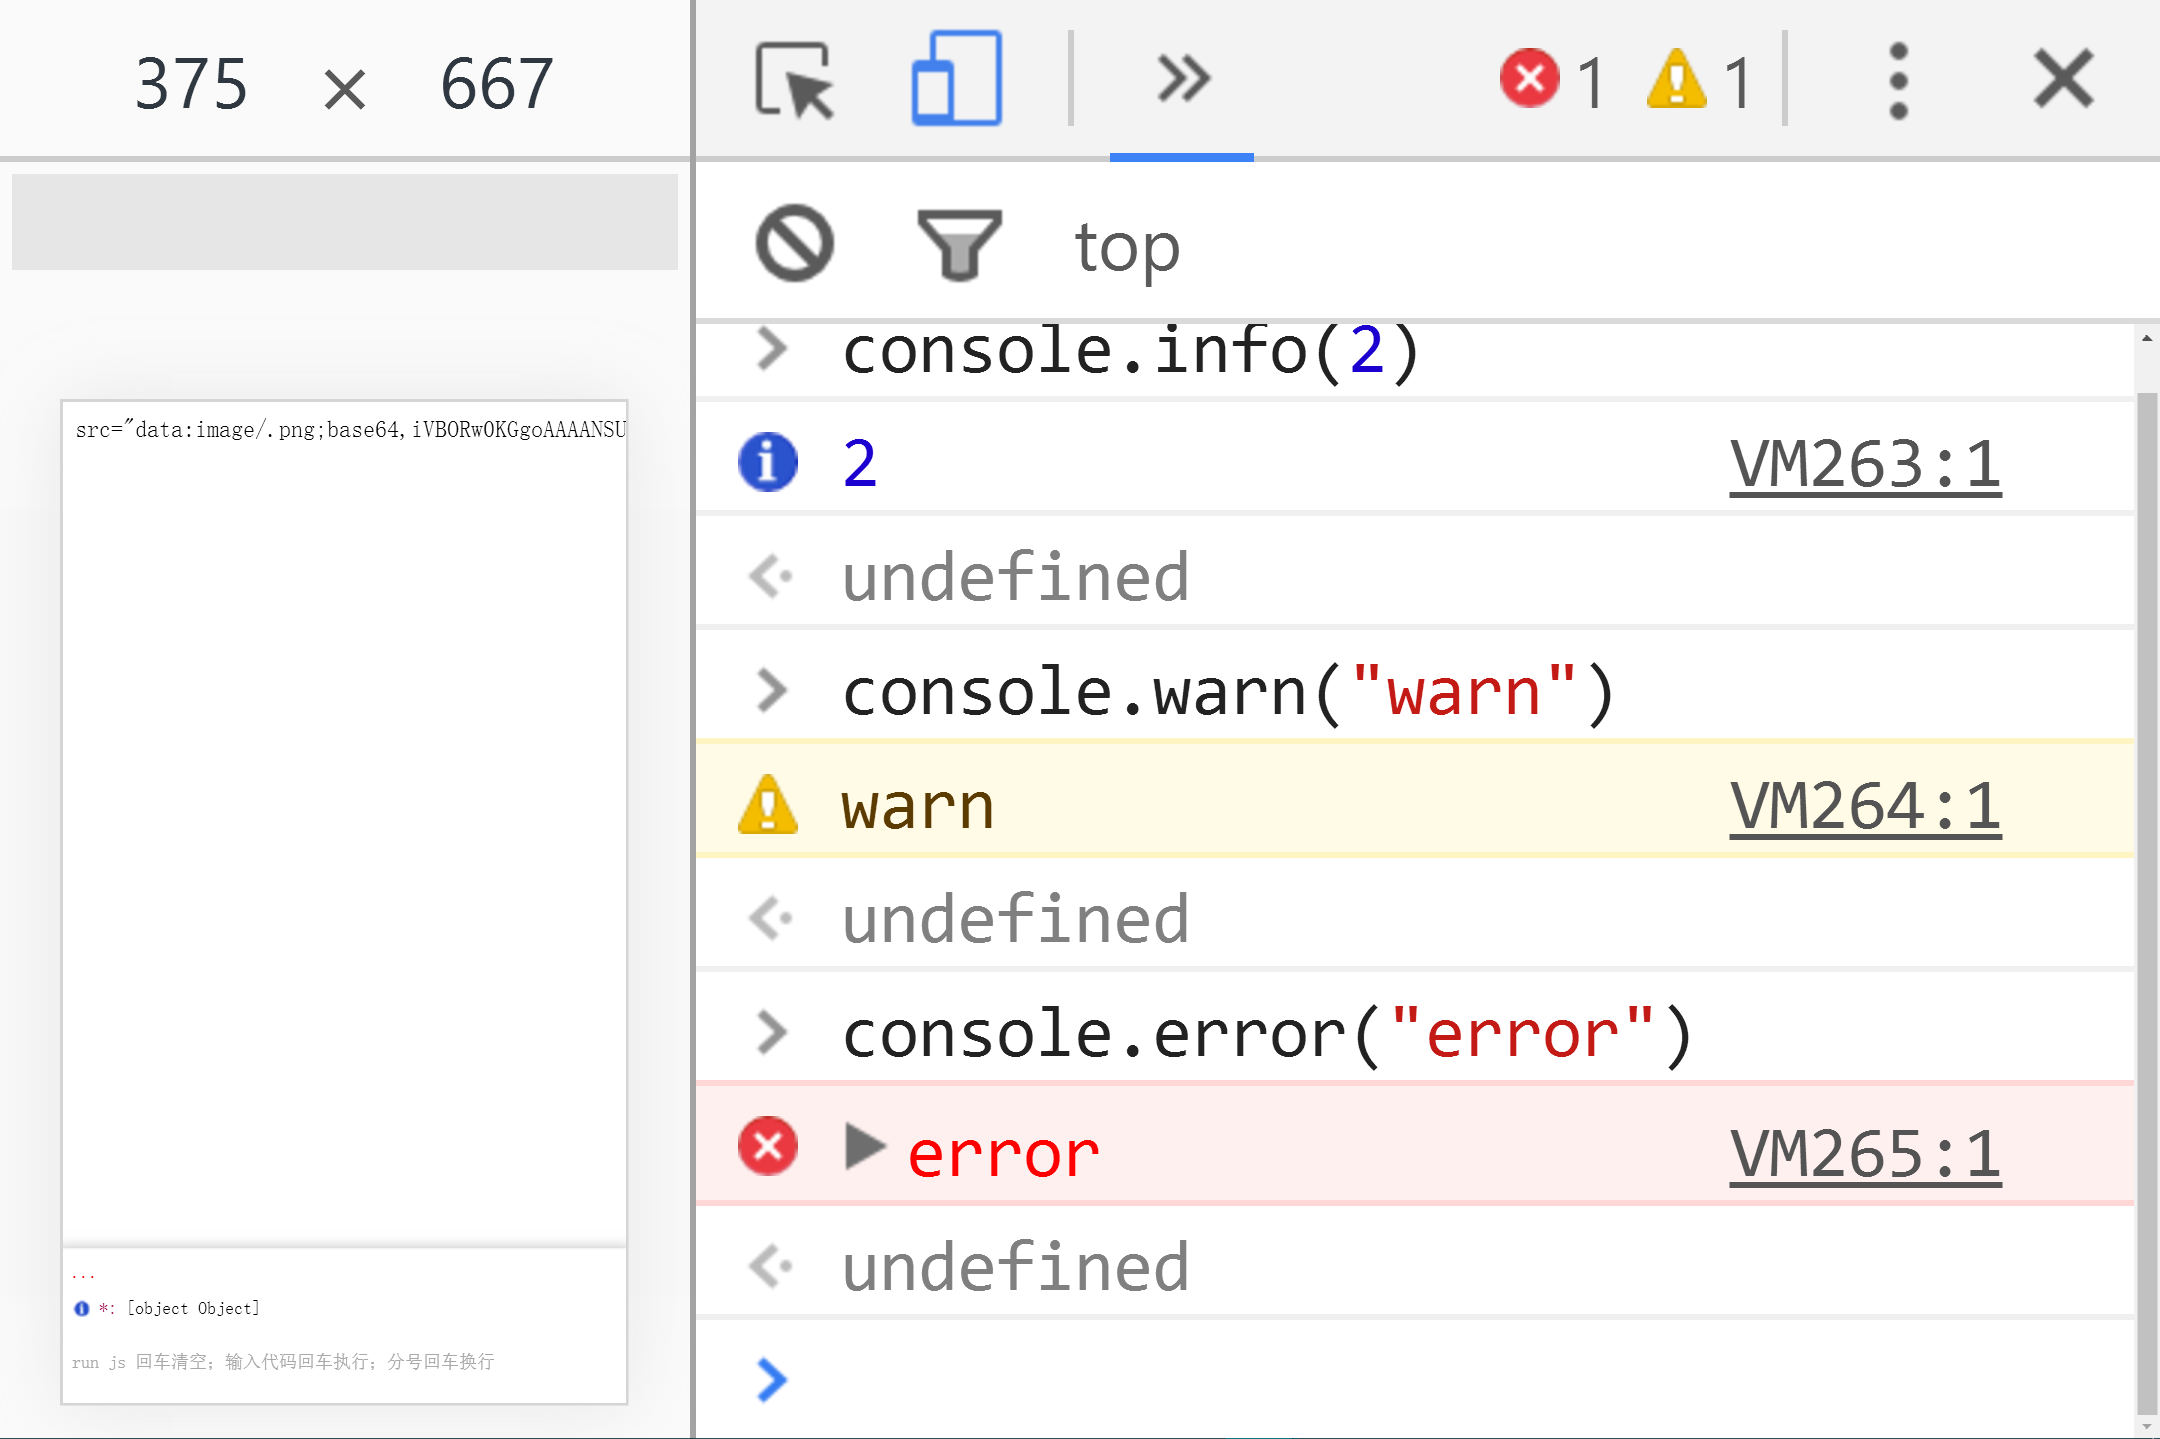 375 × 667
src="data:image/.png;base64,iVBORw0KGgoAAAANSU
...
*: [object Object]
run js 回车清空；输入代码回车执行；分号回车换行
1 1
top
console.info(2)
2 VM263:1
undefined
console.warn("warn")
warn VM264:1
undefined
console.error("error")
error VM265:1
undefined